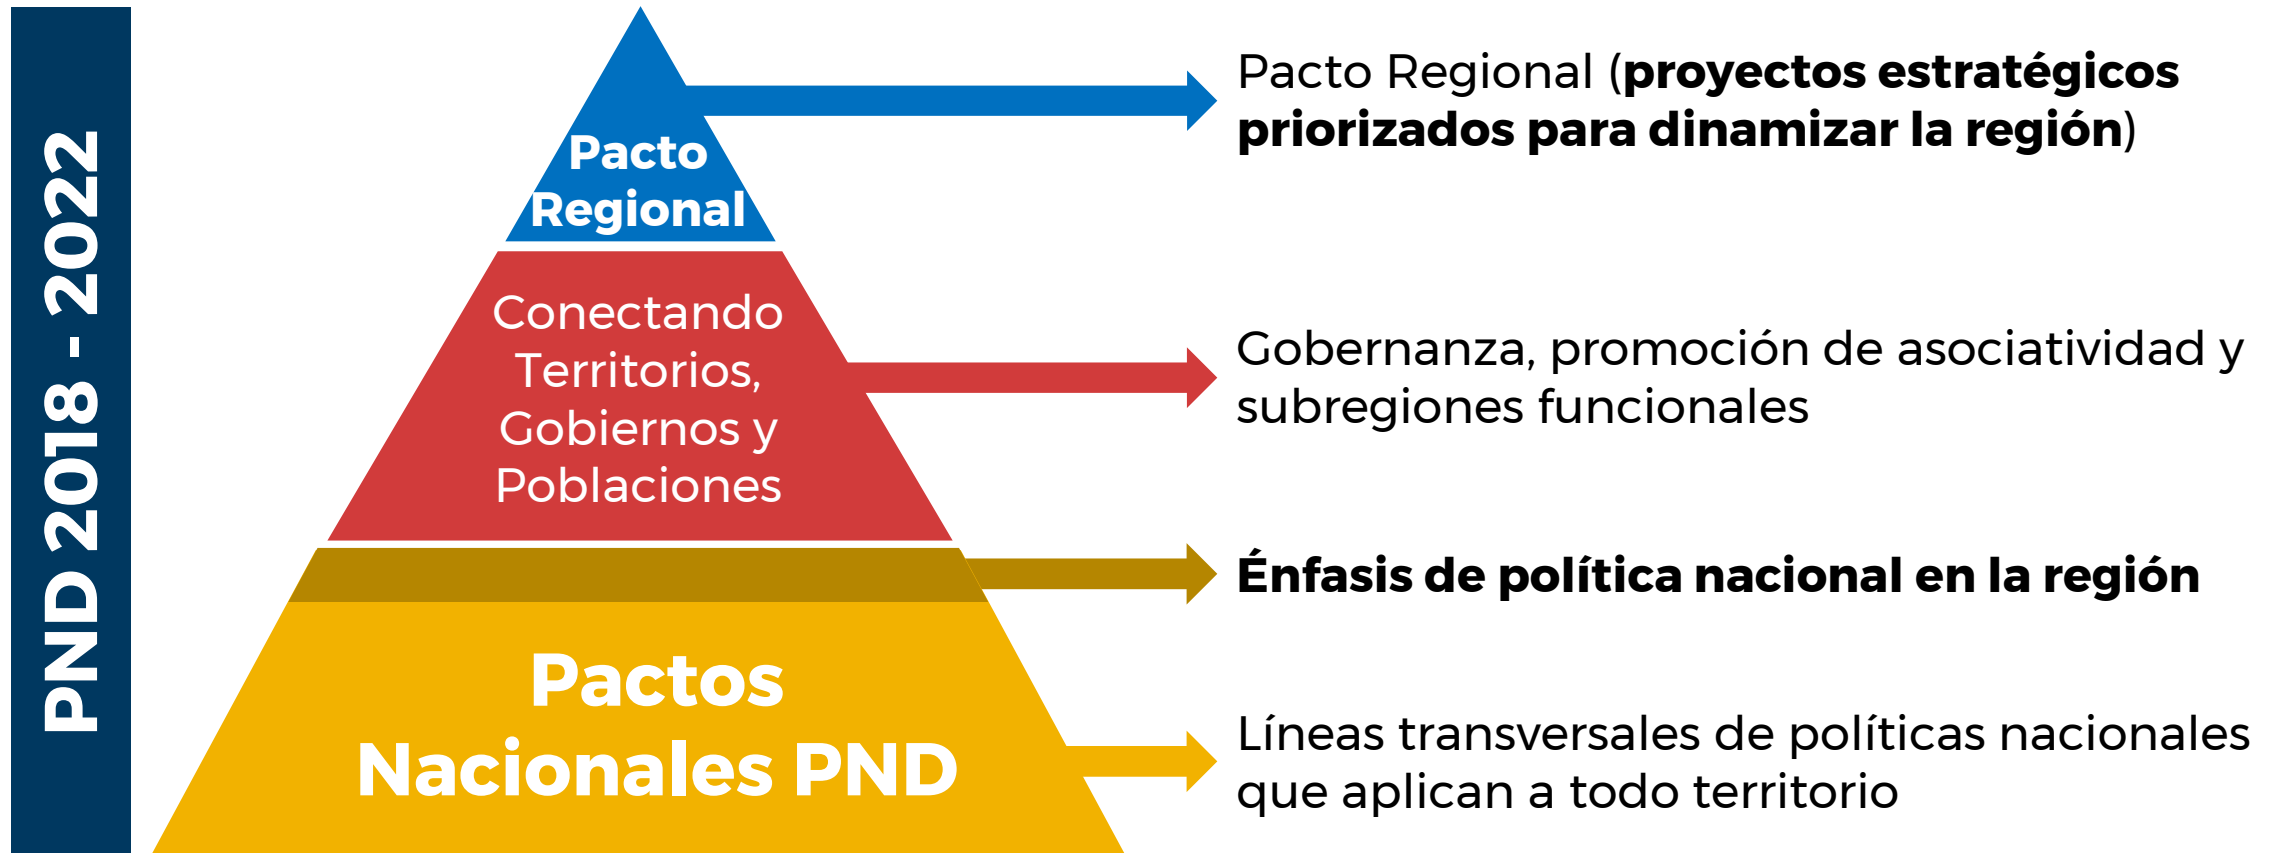 PND 2018 - 2022
Pacto
Regional
Pacto Regional (proyectos estratégicos
priorizados para dinamizar la región)
Conectando
Territorios,
Gobiernos y
Poblaciones
Gobernanza, promoción de asociatividad y
subregiones funcionales
Énfasis de política nacional en la región
Pactos
Nacionales PND
Líneas transversales de políticas nacionales
que aplican a todo territorio